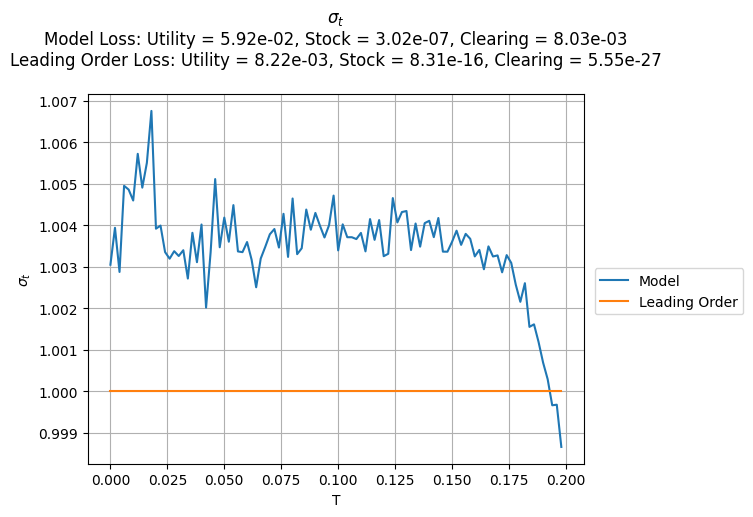 σ_t
Model Loss: Utility = 5.92e-02, Stock = 3.02e-07, Clearing = 8.03e-03
Leading Order Loss: Utility = 8.22e-03, Stock = 8.31e-16, Clearing = 5.55e-27
1.007
1.006
1.005
1.004
1.003
1.002
1.001
1.000
0.999
σ_t
0.000 0.025 0.050 0.075 0.100 0.125 0.150 0.175 0.200
T
Model
Leading Order